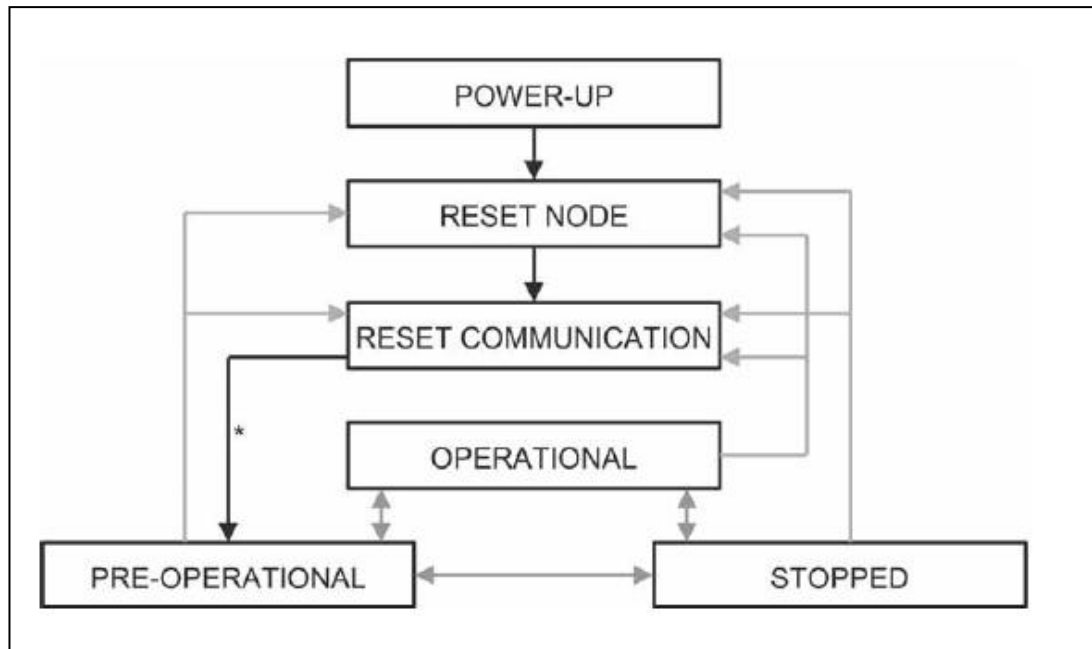 POWER-UP
RESET NODE
RESET COMMUNICATION
*
OPERATIONAL
PRE-OPERATIONAL
STOPPED